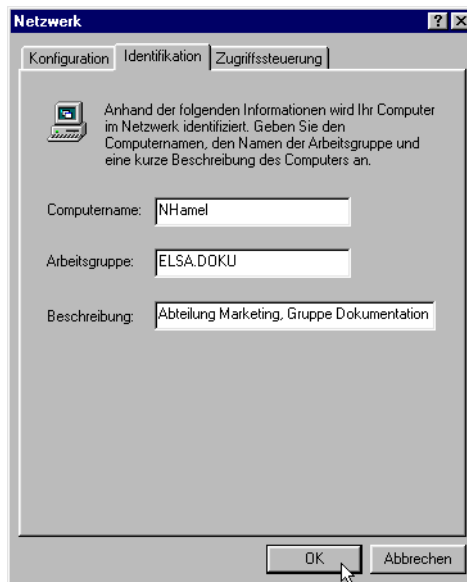 Netzwerk
Konfiguration Identifikation Zugriffssteuerung
Anhand der folgenden Informationen wird Ihr Computer
im Netzwerk identifiziert. Geben Sie den
Computernamen, den Namen der Arbeitsgruppe und
eine kurze Beschreibung des Computers an.
Computername: NHamel
Arbeitsgruppe: ELSA.DOKU
Beschreibung: Abteilung Marketing, Gruppe Dokumentation
OK Abbrechen